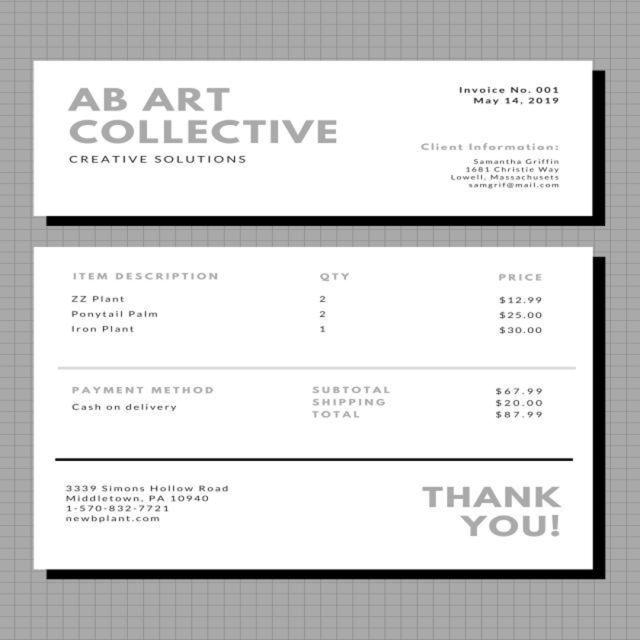 AB ART
COLLECTIVE
CREATIVE SOLUTIONS
Invoice No. 001
May 14, 2019
Client Information:
Samantha Griffin
1681 Christie Way
Lowell, Massachusets
samgrif@mail.com
ITEM DESCRIPTION QTY PRICE
ZZ Plant 2 $12.99
Ponytail Palm 2 $25.00
Iron Plant 1 $30.00
PAYMENT METHOD
Cash on delivery
SUBTOTAL $67.99
SHIPPING $20.00
TOTAL $87.99
3339 Simons Hollow Road
Middletown, PA 10940
1-570-832-7721
newbplant.com
THANK
YOU!